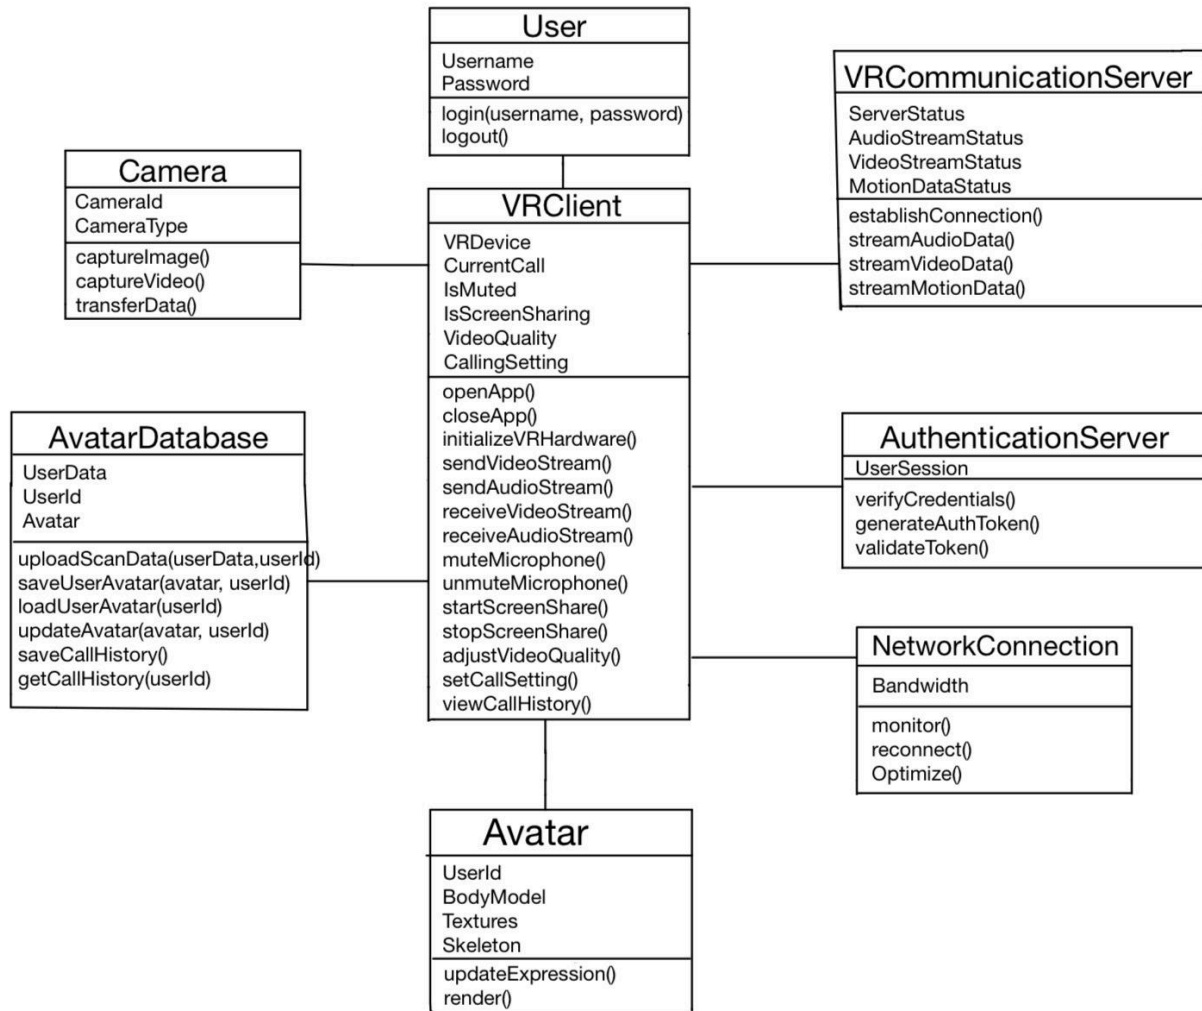 User
Username
Password
login(username, password)
logout()
VRCommunicationServer
ServerStatus
AudioStreamStatus
VideoStreamStatus
MotionDataStatus
establishConnection()
streamAudioData()
streamVideoData()
streamMotionData()
Camera
CameraId
CameraType
captureImage()
captureVideo()
transferData()
VRClient
VRDevice
CurrentCall
IsMuted
IsScreenSharing
VideoQuality
CallingSetting
openApp()
closeApp()
initializeVRHardware()
sendVideoStream()
sendAudioStream()
receiveVideoStream()
receiveAudioStream()
muteMicrophone()
unmuteMicrophone()
startScreenShare()
stopScreenShare()
adjustVideoQuality()
setCallSetting()
viewCallHistory()
AvatarDatabase
UserData
UserId
Avatar
uploadScanData(userData,userId)
saveUserAvatar(avatar, userId)
loadUserAvatar(userId)
updateAvatar(avatar, userId)
saveCallHistory()
getCallHistory(userId)
AuthenticationServer
UserSession
verifyCredentials()
generateAuthToken()
validateToken()
NetworkConnection
Bandwidth
monitor()
reconnect()
Optimize()
Avatar
UserId
BodyModel
Textures
Skeleton
updateExpression()
render()